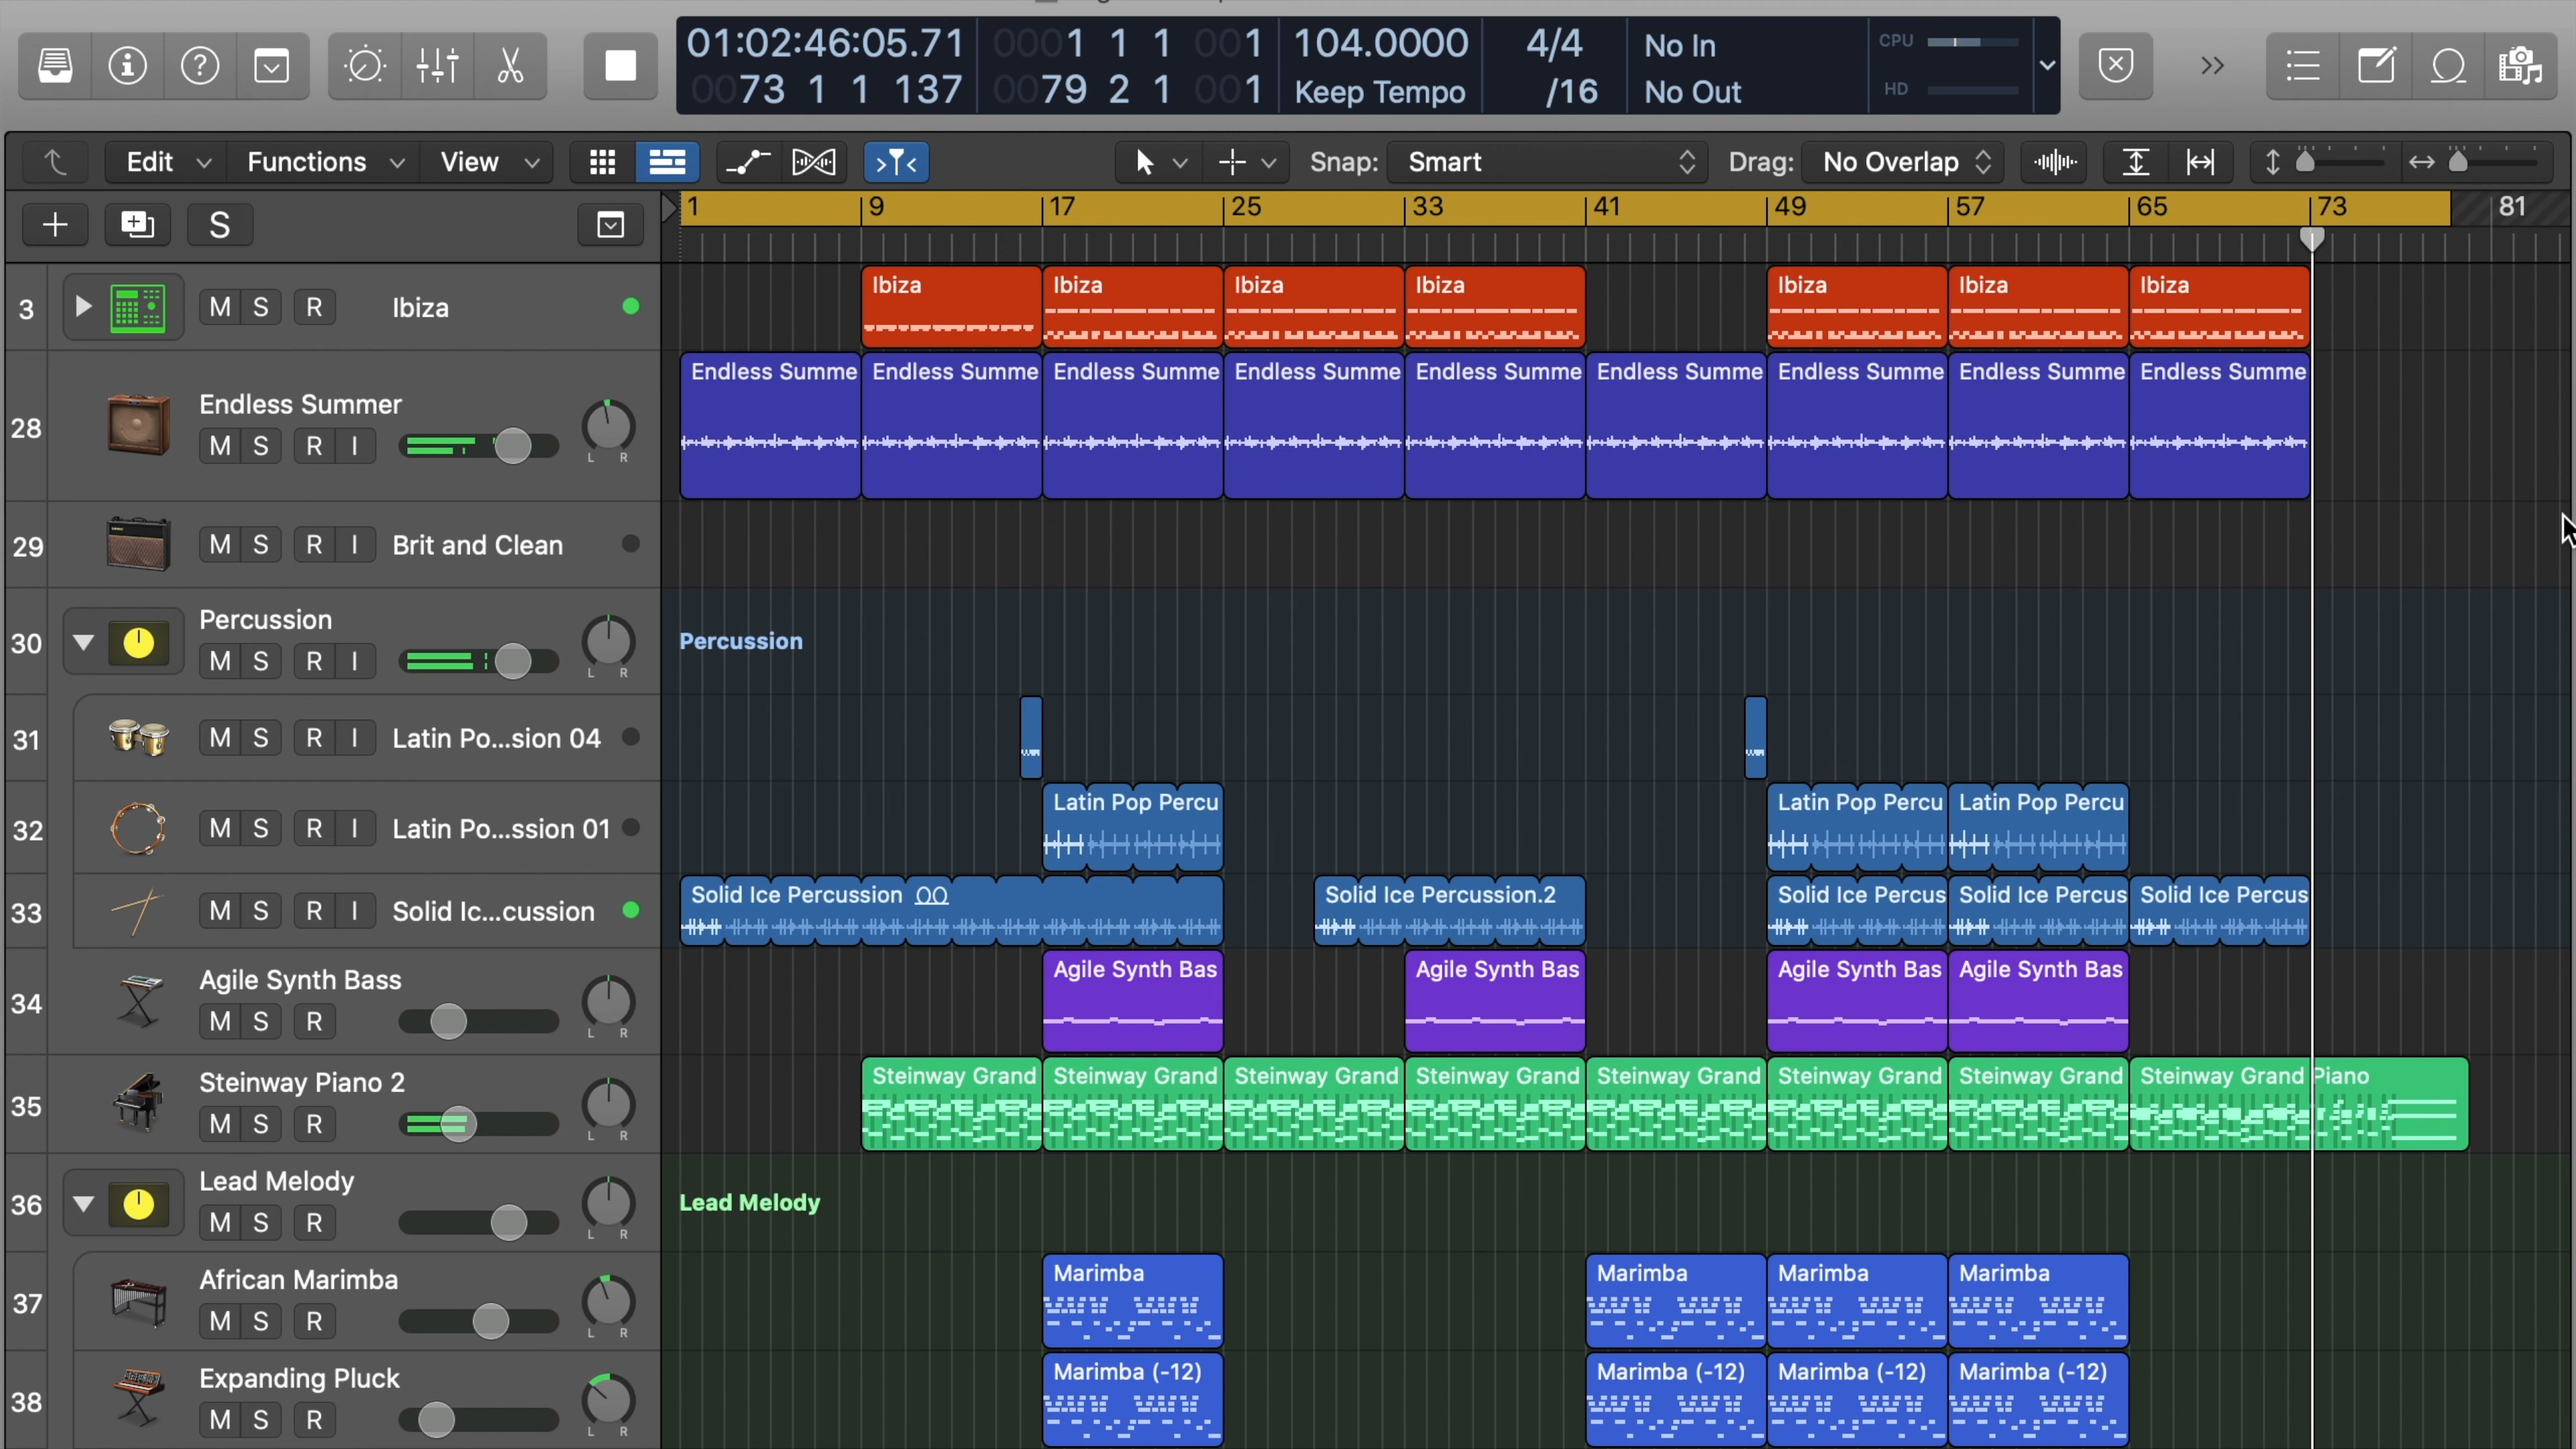 01:02:46:05.71 0001 1 1 001 104.0000 4/4 No In CPU
0073 1 1 137 0079 2 1 001 Keep Tempo /16 No Out HD
Edit Functions View Snap: Smart Drag: No Overlap
S 1 9 17 25 33 41 49 57 65 73 81
3 M S R Ibiza Ibiza Ibiza Ibiza Ibiza Ibiza Ibiza Ibiza
Endless Summe Endless Summe Endless Summe Endless Summe Endless Summe Endless Summe Endless Summe Endless Summe Endless Summe
28 Endless Summer
M S R I L R
29 M S R I Brit and Clean
30 Percussion
M S R I L R
Percussion
31 M S R I Latin Po...sion 04
32 M S R I Latin Po...ssion 01 Latin Pop Percu Latin Pop Percu Latin Pop Percu
33 M S R I Solid Ic...cussion Solid Ice Percussion Solid Ice Percussion.2 Solid Ice Percus Solid Ice Percus Solid Ice Percus
34 Agile Synth Bass Agile Synth Bas Agile Synth Bas Agile Synth Bas Agile Synth Bas
M S R L R
35 Steinway Piano 2 Steinway Grand Steinway Grand Steinway Grand Steinway Grand Steinway Grand Steinway Grand Steinway Grand Steinway Grand Piano
M S R L R
36 Lead Melody
M S R L R
Lead Melody
37 African Marimba Marimba Marimba Marimba Marimba
M S R L R
38 Expanding Pluck Marimba (-12) Marimba (-12) Marimba (-12) Marimba (-12)
M S R L R